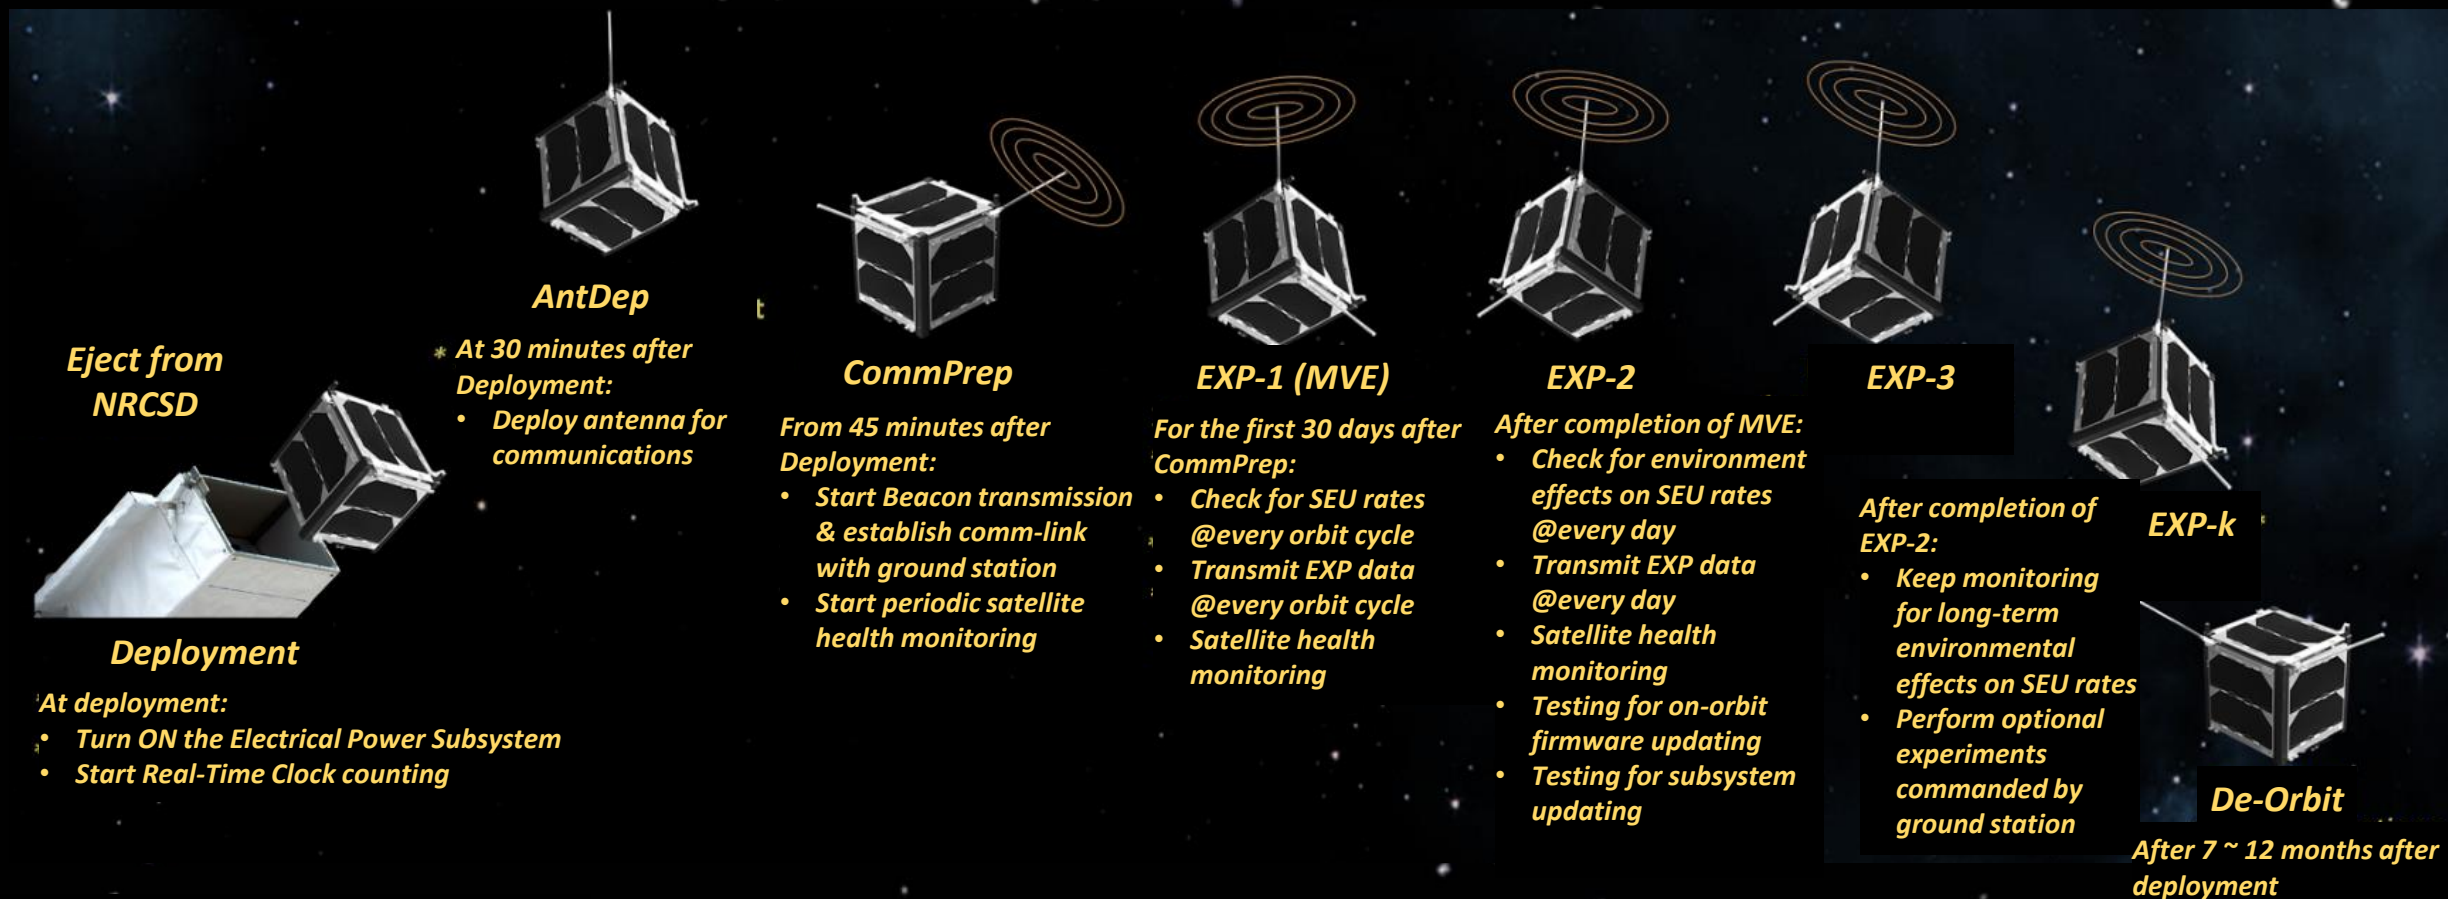 Eject from
NRCSD
Deployment
At deployment:
• Turn ON the Electrical Power Subsystem
• Start Real-Time Clock counting
AntDep
* At 30 minutes after
Deployment:
• Deploy antenna for
communications
t
CommPrep
From 45 minutes after
Deployment:
• Start Beacon transmission
& establish comm-link
with ground station
• Start periodic satellite
health monitoring
EXP-1 (MVE)
For the first 30 days after
CommPrep:
• Check for SEU rates
@every orbit cycle
• Transmit EXP data
@every orbit cycle
• Satellite health
monitoring
EXP-2
After completion of MVE:
• Check for environment
effects on SEU rates
@every day
• Transmit EXP data
@every day
• Satellite health
monitoring
• Testing for on-orbit
firmware updating
• Testing for subsystem
updating
EXP-3
After completion of
EXP-2:
• Keep monitoring
for long-term
environmental
effects on SEU rates
• Perform optional
experiments
commanded by
ground station
EXP-k
De-Orbit
After 7 ~ 12 months after
deployment